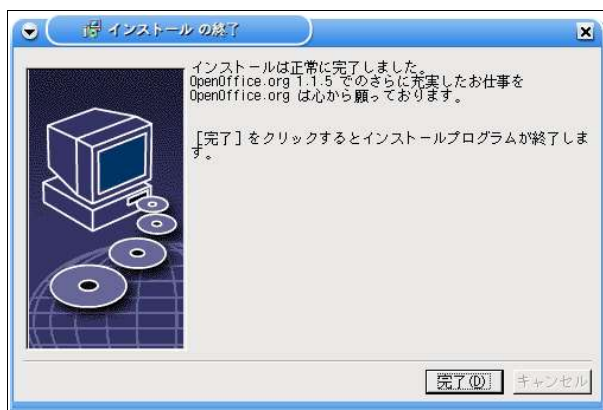 インストール の終了
インストールは正常に完了しました。
OpenOffice.org 1.1.5 でのさらに充実したお仕事を
OpenOffice.org は心から願っております。
［完了］をクリックするとインストールプログラムが終了しま
す。
完了(D)
キャンセル